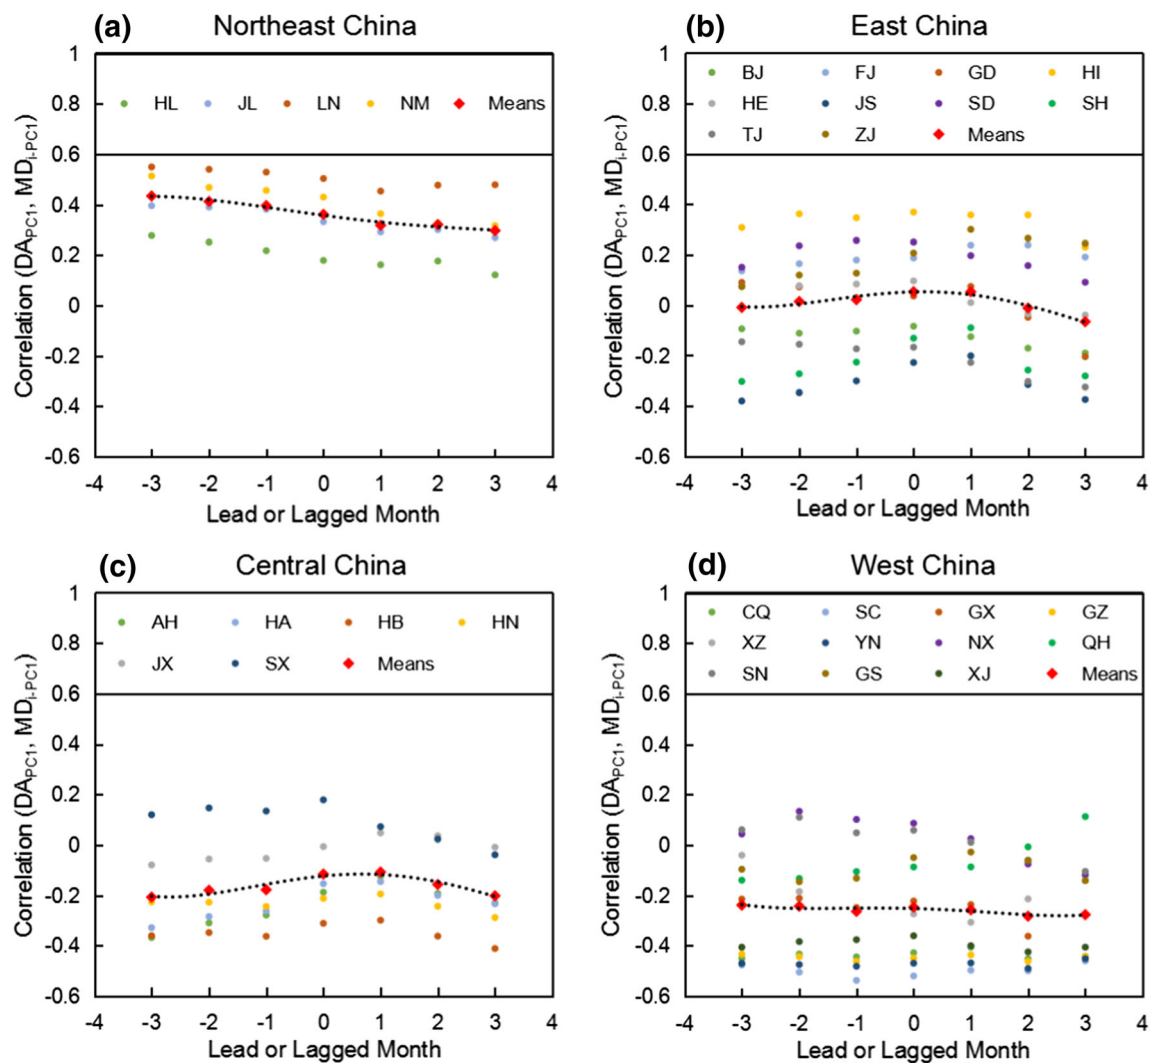 (a) Northeast China
1
0.8
0.6
0.4
0.2
0
-0.2
-0.4
-0.6
Correlation (DAPC1, MDi-PC1)
HL JL LN NM Means
-4 -3 -2 -1 0 1 2 3 4
Lead or Lagged Month
(b) East China
1
0.8
0.6
0.4
0.2
0
-0.2
-0.4
-0.6
Correlation (DAPC1, MDi-PC1)
BJ FJ GD HI
HE JS SD SH
TJ ZJ Means
-4 -3 -2 -1 0 1 2 3 4
Lead or Lagged Month
(c) Central China
1
0.8
0.6
0.4
0.2
0
-0.2
-0.4
-0.6
Correlation (DAPC1, MDi-PC1)
AH HA HB HN
JX SX Means
-4 -3 -2 -1 0 1 2 3 4
Lead or Lagged Month
(d) West China
1
0.8
0.6
0.4
0.2
0
-0.2
-0.4
-0.6
Correlation (DAPC1, MDi-PC1)
CQ SC GX GZ
XZ YN NX QH
SN GS XJ Means
-4 -3 -2 -1 0 1 2 3 4
Lead or Lagged Month